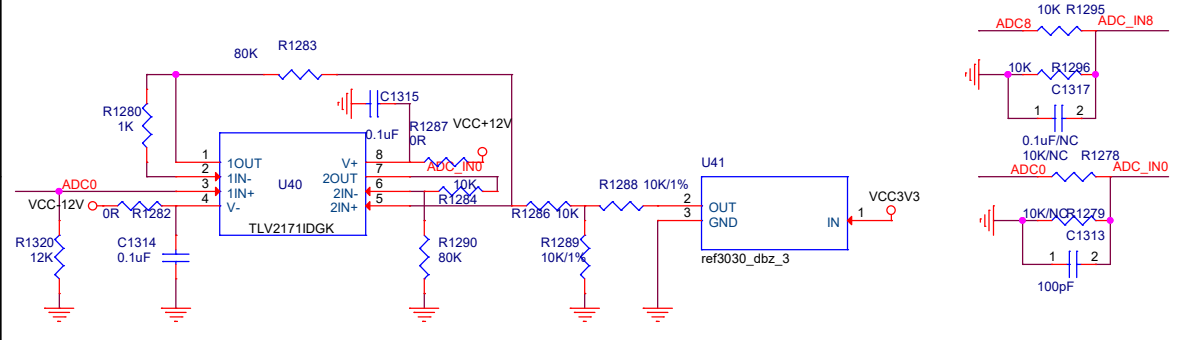 10K R1295
ADC8
ADC_IN8
80K
R1283
10K
R1296
C1317
C1315
R1280
1K
0.1uF
R1287
0R
VCC+12V
1
2
0.1uF/NC
U41
1
2
3
4
1OUT
1IN-
1IN+
V-
U40
V+
2OUT
2IN-
2IN+
8
7
6
5
ADC_IN0
10K
R1284
10K/NC
R1278
ADC0
ADC_IN0
ADC0
VCC-12V
0R
R1282
TLV2171IDGK
R1286 10K
R1288 10K/1%
2
3
OUT
GND
IN
1
VCC3V3
10K/NC
R1279
C1313
R1320
12K
C1314
0.1uF
R1290
80K
R1289
10K/1%
ref3030_dbz_3
1
2
100pF